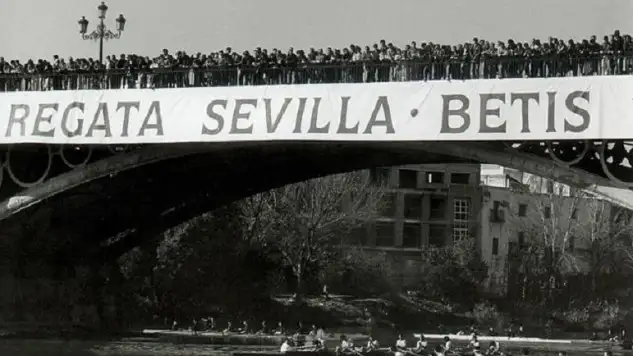 REGATA SEVILLA · BETIS